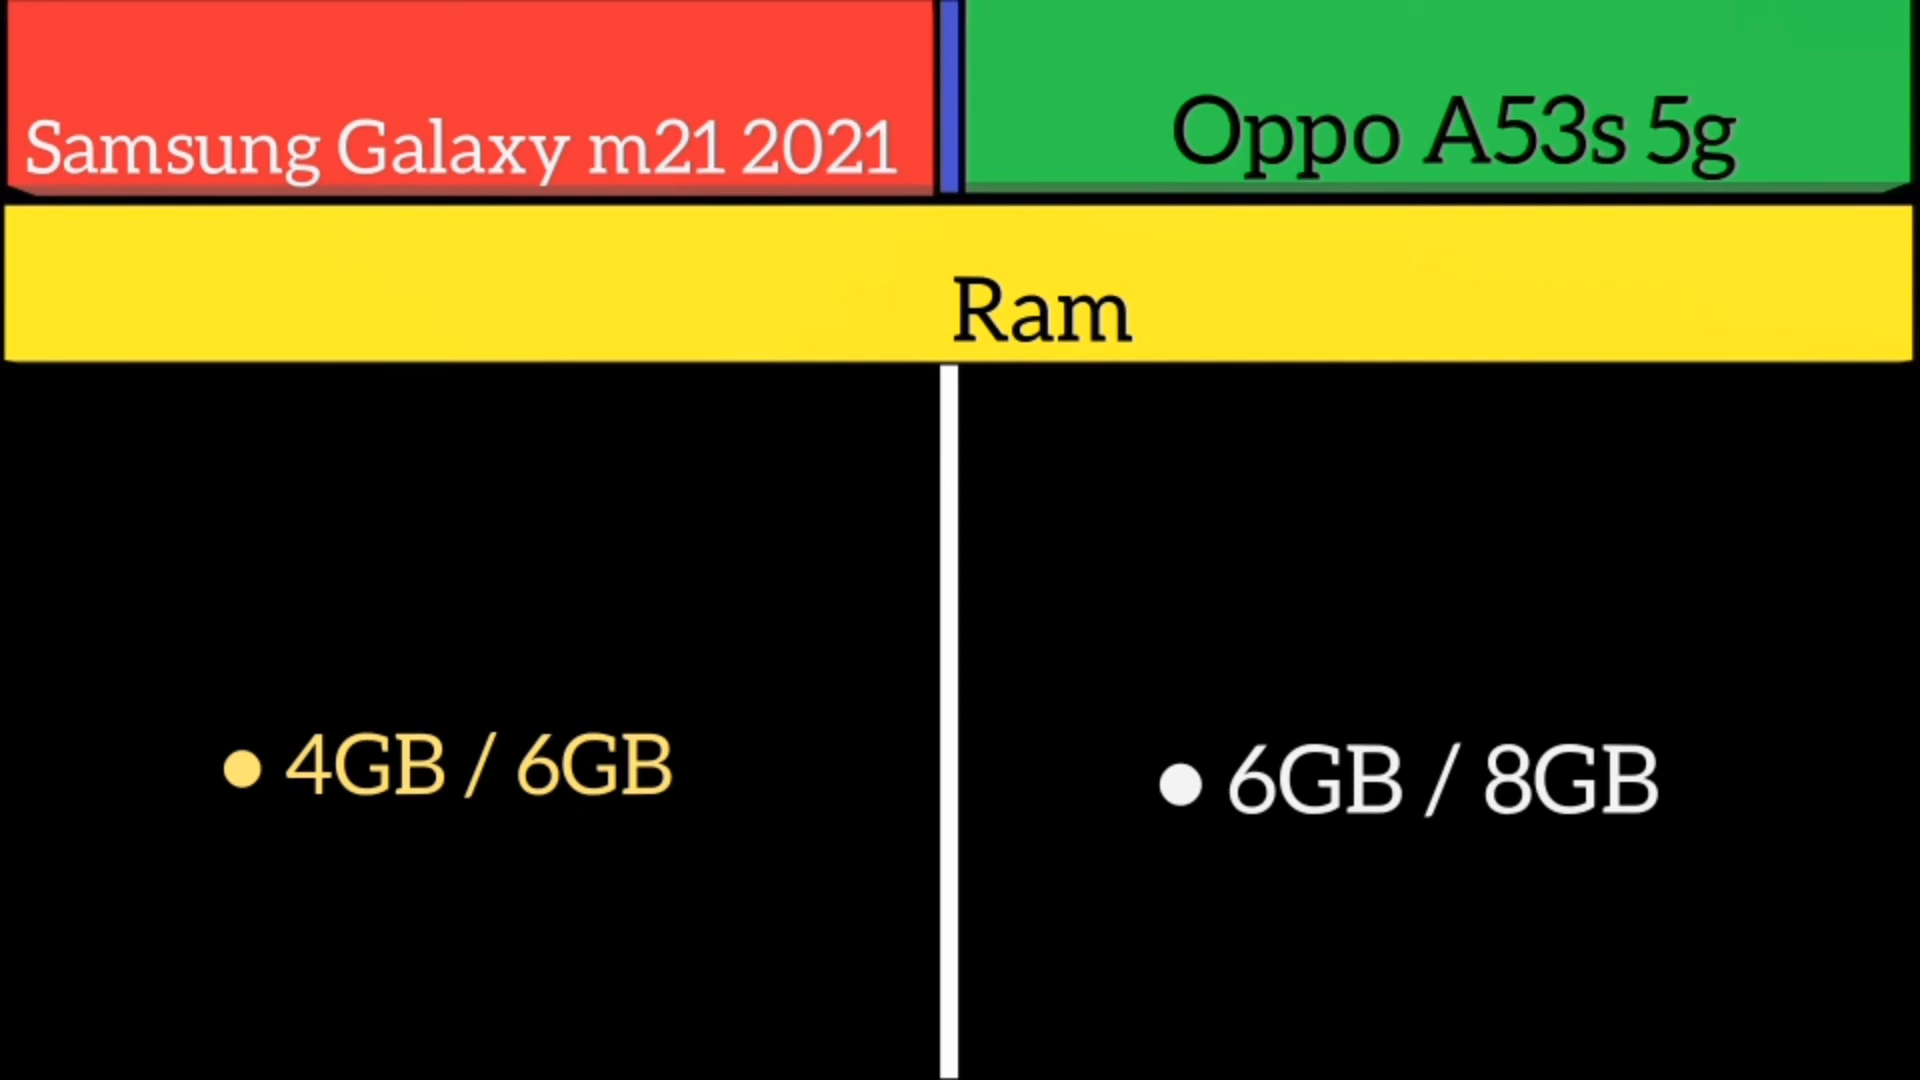 Samsung Galaxy m21 2021
Oppo A53s 5g
Ram
• 4GB / 6GB
• 6GB / 8GB